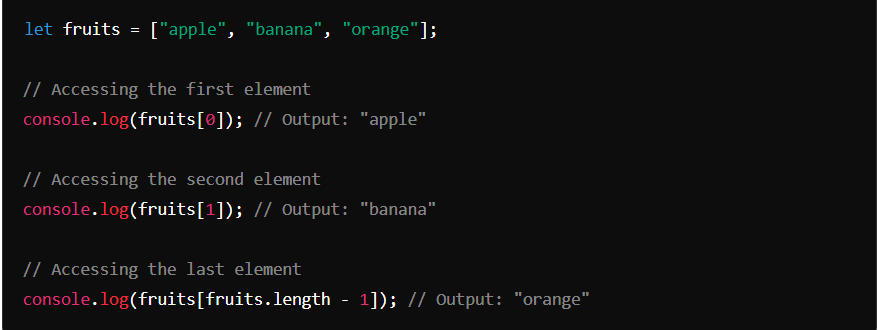 let fruits = ["apple", "banana", "orange"];
// Accessing the first element
console.log(fruits[0]); // Output: "apple"
// Accessing the second element
console.log(fruits[1]); // Output: "banana"
// Accessing the last element
console.log(fruits[fruits.length - 1]); // Output: "orange"